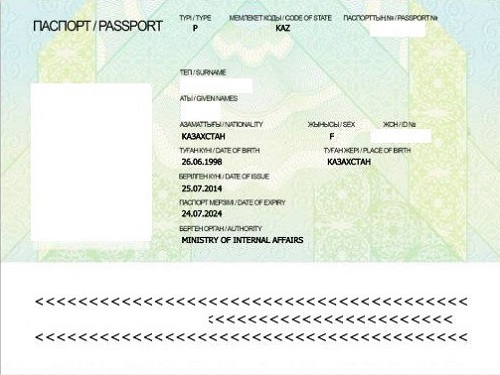 ПАСПОРТ / PASSPORT
ТҮРІ / TYPE МЕМЛЕКЕТ КОДЫ / CODE OF STATE ПАСПОРТТЫҢ № / PASSPORT №
P KAZ
ТЕГІ / SURNAME
АТЫ / GIVEN NAMES
АЗАМАТТЫҒЫ / NATIONALITY ЖЫНЫСЫ / SEX ЖСН / ID №
КАЗАХСТАН F
ТУҒАН КҮНІ / DATE OF BIRTH ТУҒАН ЖЕРІ / PLACE OF BIRTH
26.06.1998 КАЗАХСТАН
БЕРІЛГЕН КҮНІ / DATE OF ISSUE
25.07.2014
ПАСПОРТ МЕРЗІМІ / DATE OF EXPIRY
24.07.2024
БЕРГЕН ОРГАН / AUTHORITY
MINISTRY OF INTERNAL AFFAIRS
<<<<<<<<<<<<<<<<<<<<<<<<<<<<<<<<<<<<<<<
<<<<<<<<<<<<<<<<<<<<<<
<<<<<<<<<<<<<<<<<<<<<<<<<<<<<<<<<<<<<<<